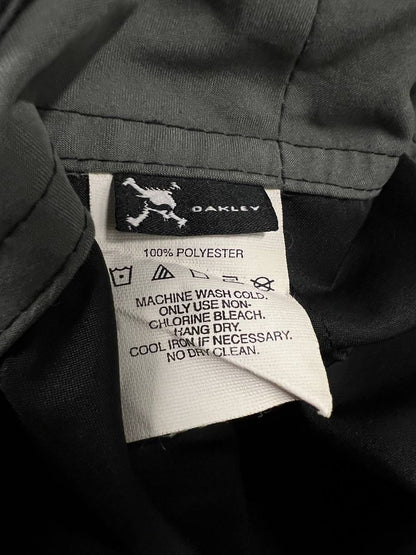 OAKLEY
100% POLYESTER
MACHINE WASH COLD.
ONLY USE NON-
CHLORINE BLEACH.
HANG DRY.
COOL IRON IF NECESSARY.
NO DRY CLEAN.